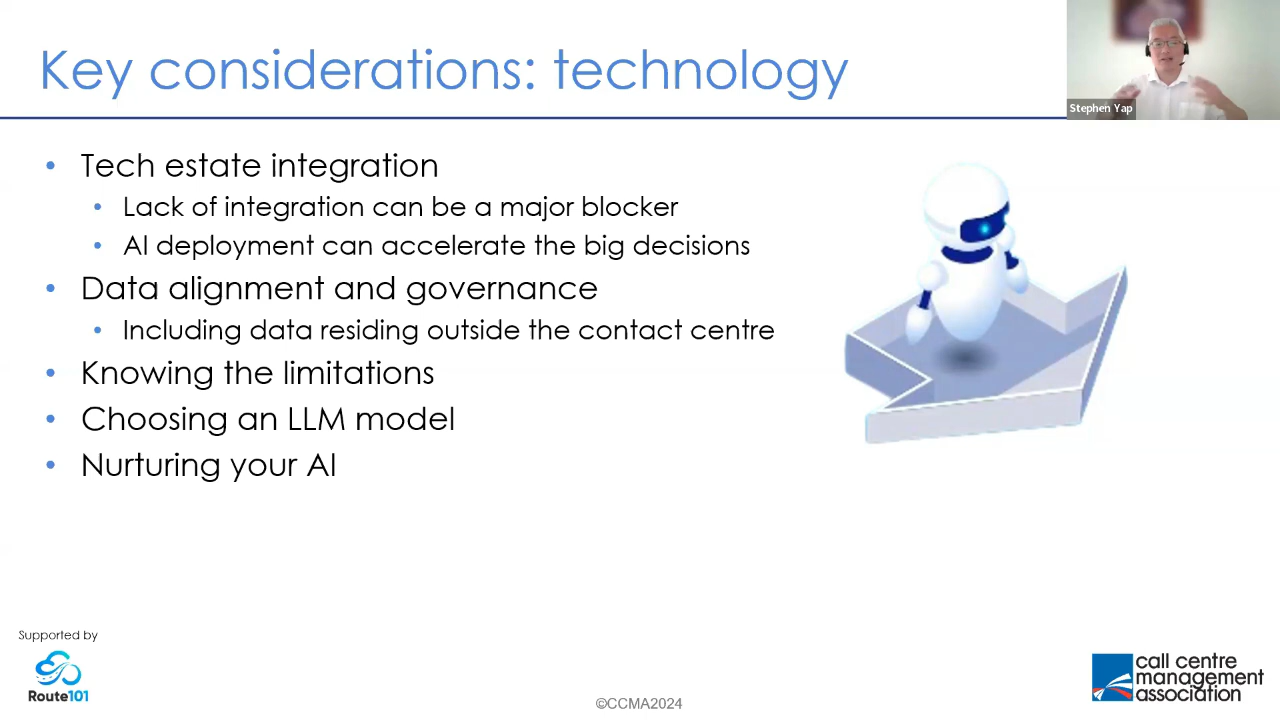 Key considerations: technology
Stephen Yap
• Tech estate integration
• Lack of integration can be a major blocker
• AI deployment can accelerate the big decisions
• Data alignment and governance
• Including data residing outside the contact centre
• Knowing the limitations
• Choosing an LLM model
• Nurturing your AI
Supported by
Route101
©CCMA2024
call centre
management
association